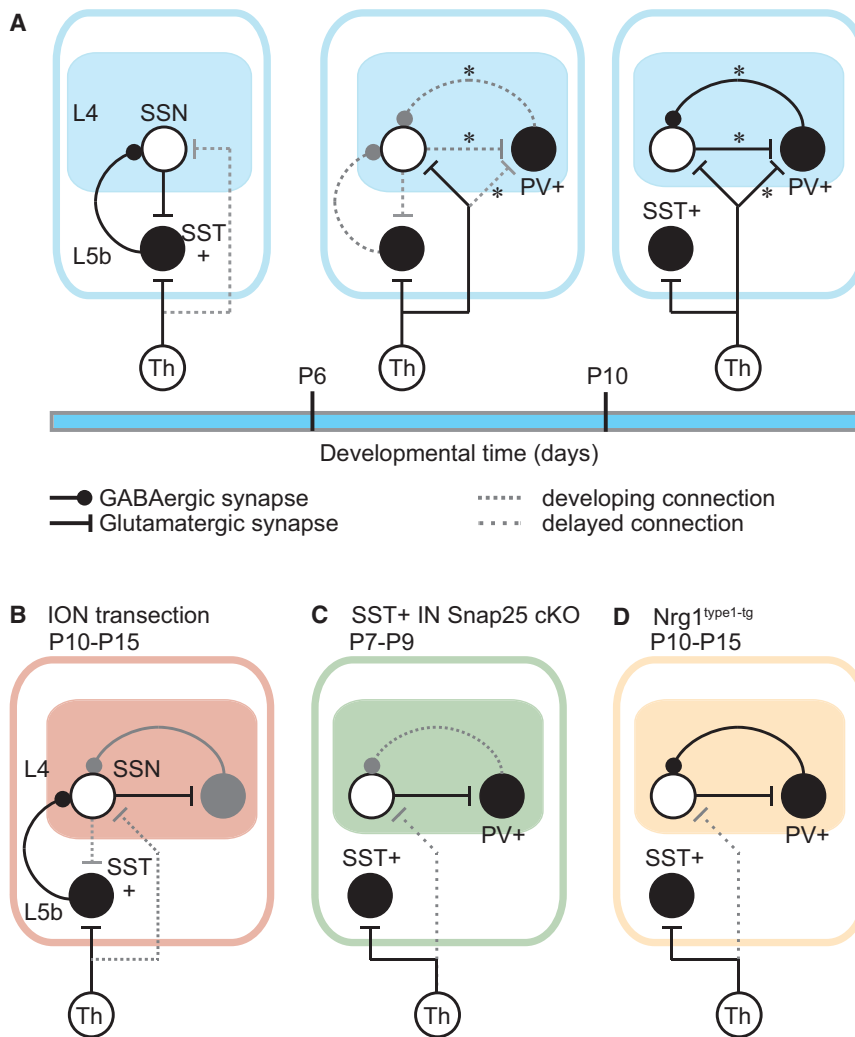 A
L4
SSN
L5b
SST
+
Th
*
*
*
PV+
Th
*
*
*
PV+
SST+
Th
P6
P10
Developmental time (days)
GABAergic synapse
developing connection
Glutamatergic synapse
delayed connection
B ION transection
P10-P15
L4
SSN
SST
+
L5b
Th
C SST+ IN Snap25 cKO
P7-P9
PV+
SST+
Th
D Nrg1type1-tg
P10-P15
PV+
SST+
Th